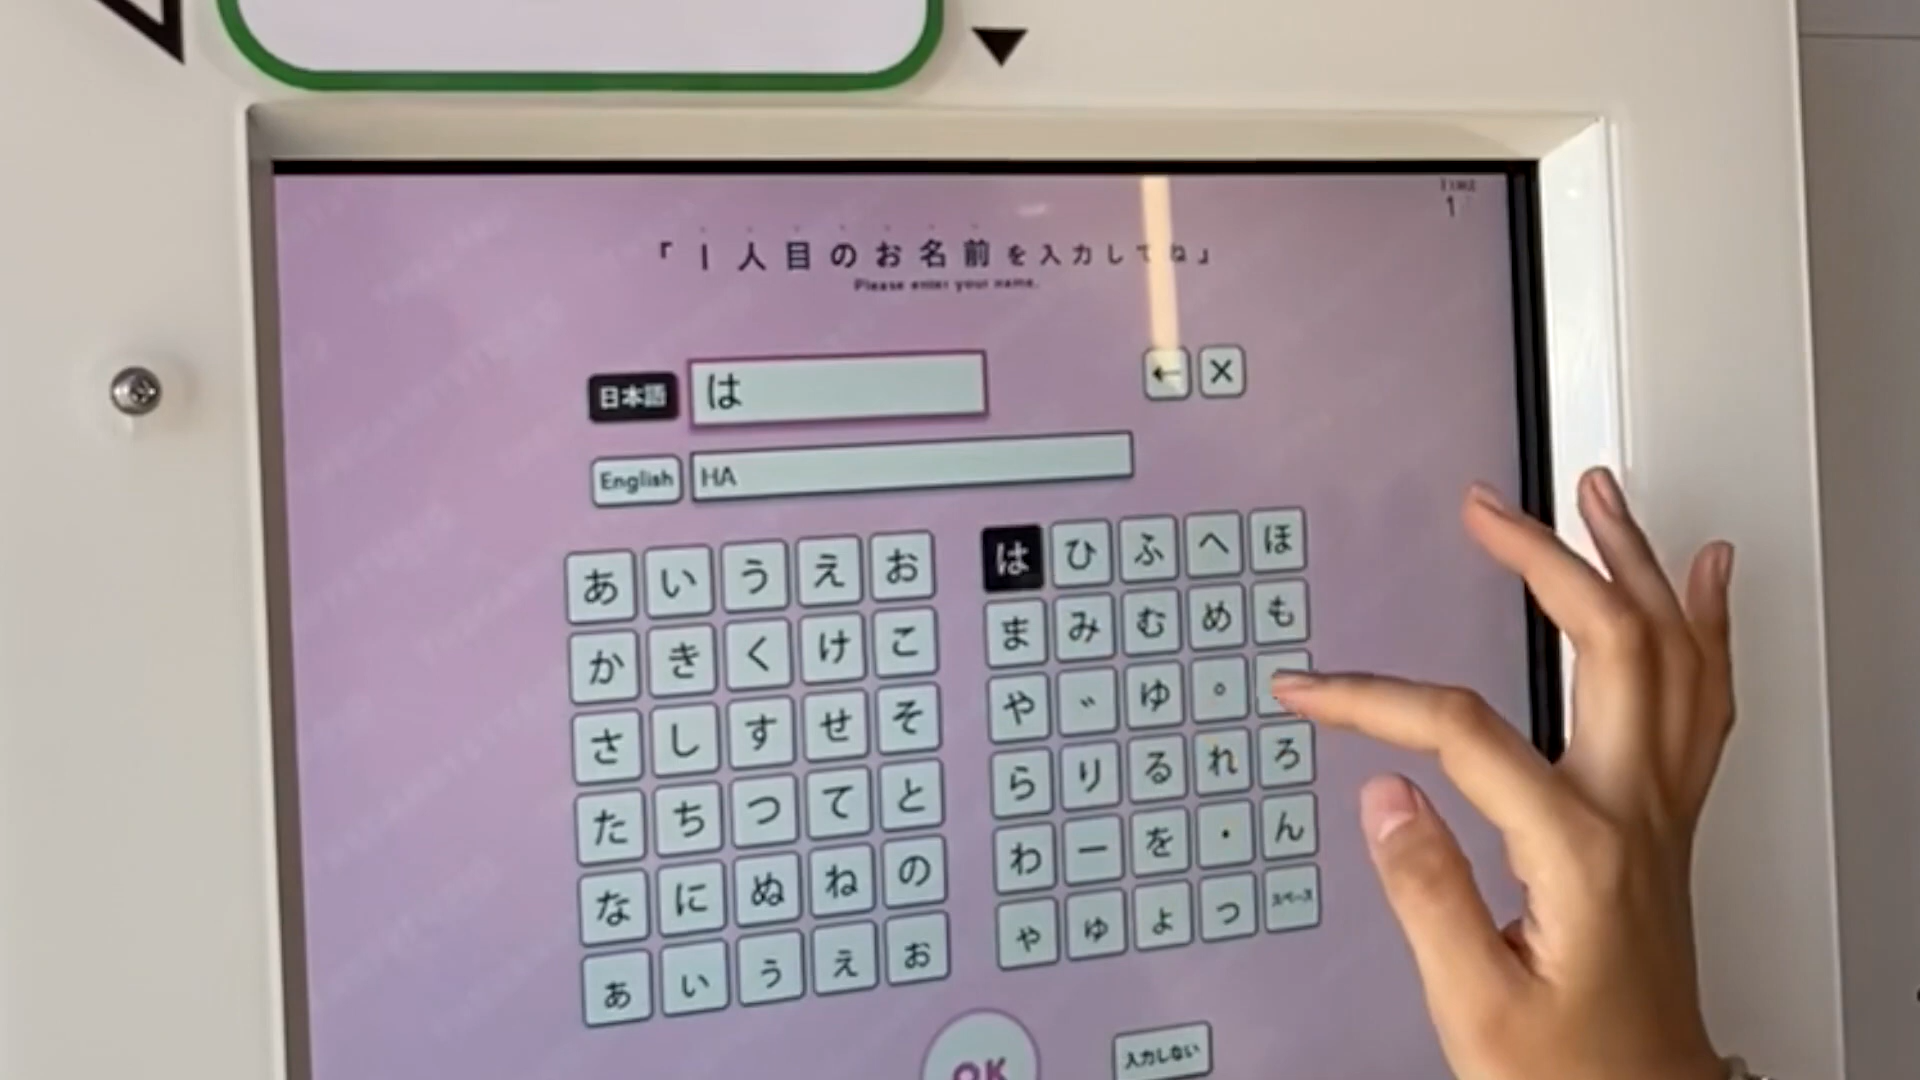 TIME
1
「1人目のお名前を入力してね」
Please enter your name.
日本語 は ← X
English HA
あ い う え お は ひ ふ へ ほ
か き く け こ ま み む め も
さ し す せ そ や ゛ ゆ ゜
た ち つ て と ら り る れ ろ
な に ぬ ね の わ ー を ・ ん
ぁ ぃ ぅ ぇ ぉ ゃ ゅ ょ っ スペース
OK 入力しない